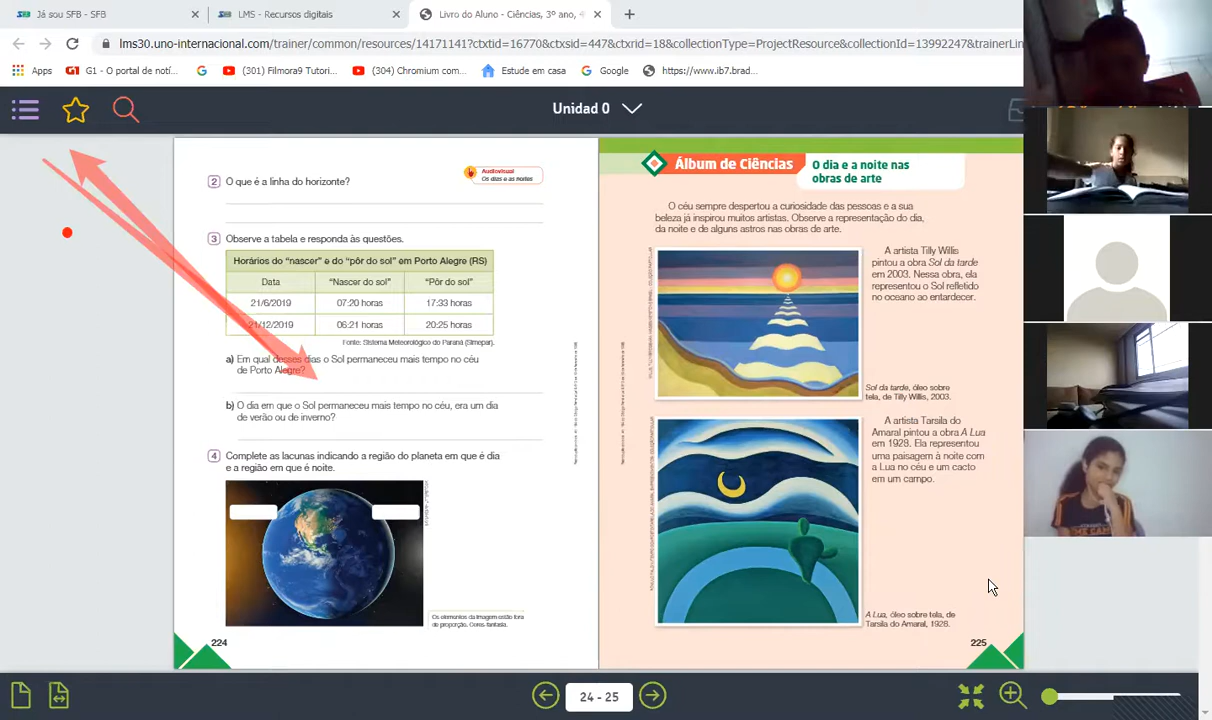 Já sou SFB - SFB
LMS - Recursos digitais
Livro do Aluno - Ciências, 3º ano, 4º
lms30.uno-internacional.com/trainer/common/resources/14171141?ctxtid=16770&ctxsid=447&ctxrid=18&collectionType=ProjectResource&collectionId=13992247&trainerLin
Apps
G1 - O portal de notí...
(301) Filmora9 Tutori...
(304) Chromium com...
Estude em casa
Google
https://www.ib7.brad...
Unidad 0
2 O que é a linha do horizonte?
Audiovisual
Os dias e as noites
3 Observe a tabela e responda às questões.
Horários do “nascer” e do “pôr do sol” em Porto Alegre (RS)
Data “Nascer do sol” “Pôr do sol”
21/6/2019 07:20 horas 17:33 horas
21/12/2019 06:21 horas 20:25 horas
Fonte: Sistema Meteorológico do Paraná (Simepar).
a) Em qual desses dias o Sol permaneceu mais tempo no céu
de Porto Alegre?
b) O dia em que o Sol permaneceu mais tempo no céu, era um dia
de verão ou de inverno?
4 Complete as lacunas indicando a região do planeta em que é dia
e a região em que é noite.
Os elementos da imagem estão fora
de proporção. Cores-fantasia.
224
Álbum de Ciências
O dia e a noite nas
obras de arte
O céu sempre despertou a curiosidade das pessoas e a sua
beleza já inspirou muitos artistas. Observe a representação do dia,
da noite e de alguns astros nas obras de arte.
A artista Tilly Willis
pintou a obra Sol da tarde
em 2003. Nessa obra, ela
representou o Sol refletido
no oceano ao entardecer.
Sol da tarde, óleo sobre
tela, de Tilly Willis, 2003.
A artista Tarsila do
Amaral pintou a obra A Lua
em 1928. Ela representou
uma paisagem à noite com
a Lua no céu e um cacto
em um campo.
A Lua, óleo sobre tela, de
Tarsila do Amaral, 1928.
225
24 - 25